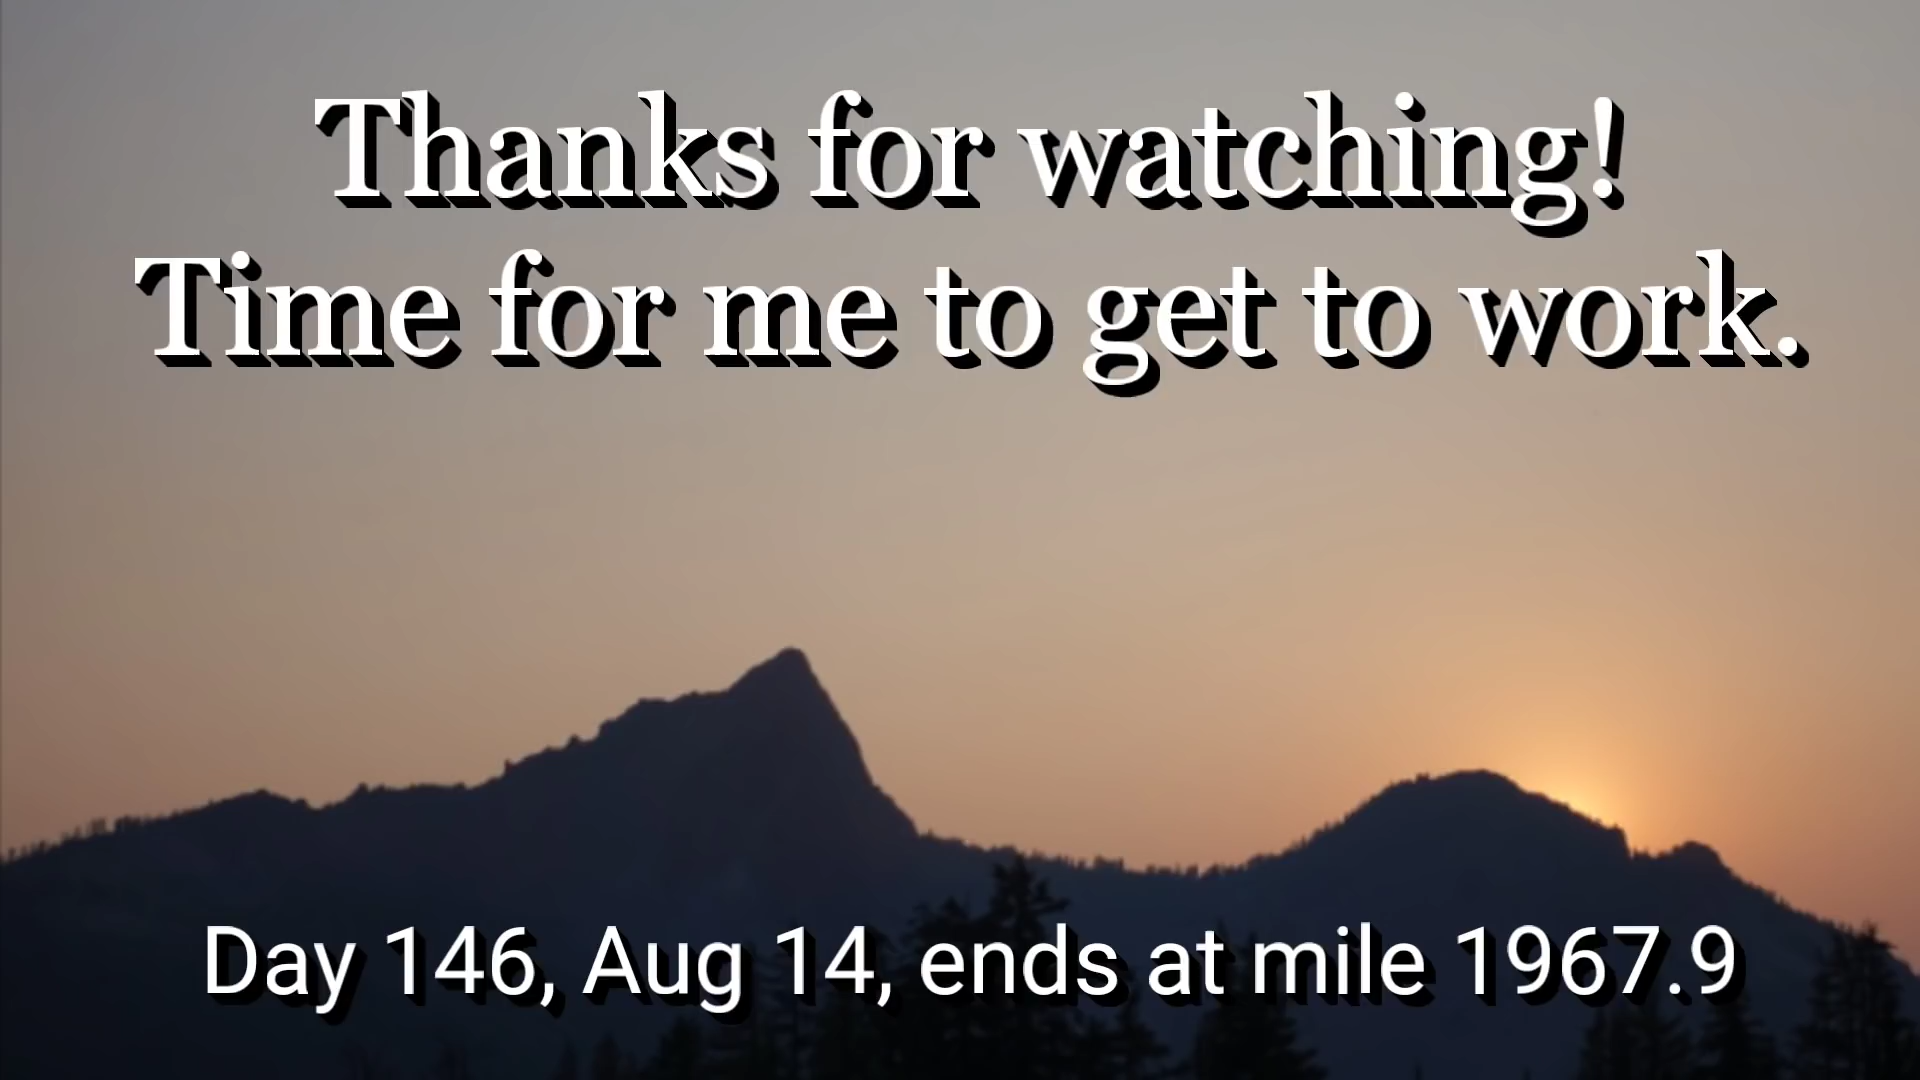 Thanks for watching!
Time for me to get to work.
Day 146, Aug 14, ends at mile 1967.9